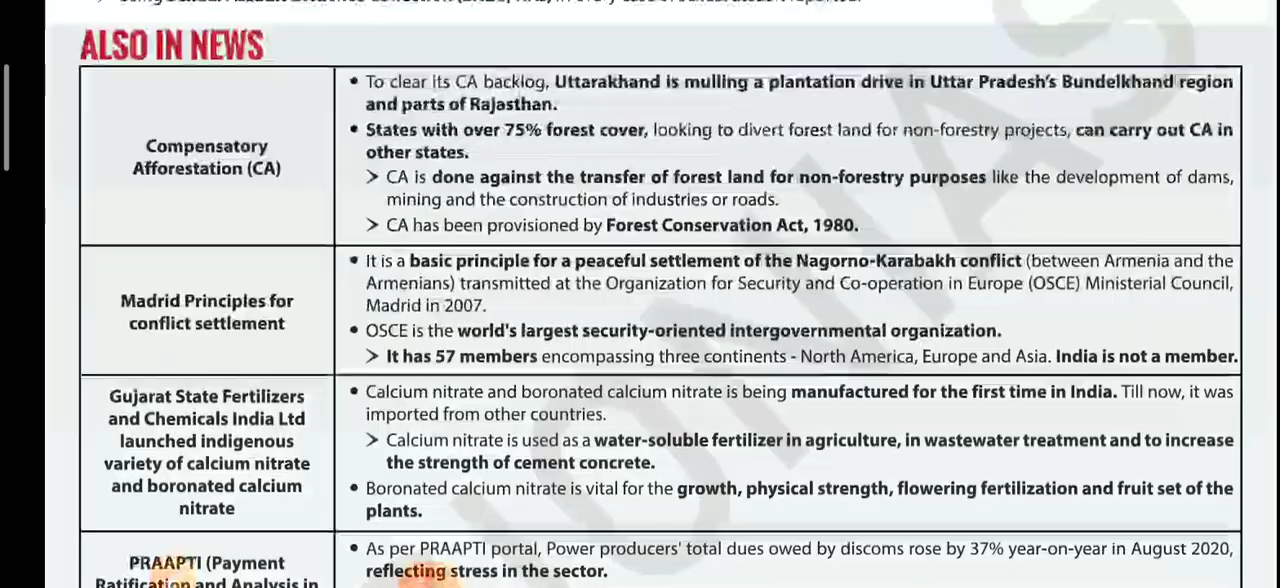 ALSO IN NEWS
Compensatory
Afforestation (CA)
• To clear its CA backlog, Uttarakhand is mulling a plantation drive in Uttar Pradesh's Bundelkhand region
and parts of Rajasthan.
• States with over 75% forest cover, looking to divert forest land for non-forestry projects, can carry out CA in
other states.
> CA is done against the transfer of forest land for non-forestry purposes like the development of dams,
mining and the construction of industries or roads.
> CA has been provisioned by Forest Conservation Act, 1980.
Madrid Principles for
conflict settlement
• It is a basic principle for a peaceful settlement of the Nagorno-Karabakh conflict (between Armenia and the
Armenians) transmitted at the Organization for Security and Co-operation in Europe (OSCE) Ministerial Council,
Madrid in 2007.
• OSCE is the world's largest security-oriented intergovernmental organization.
> It has 57 members encompassing three continents - North America, Europe and Asia. India is not a member.
Gujarat State Fertilizers
and Chemicals India Ltd
launched indigenous
variety of calcium nitrate
and boronated calcium
nitrate
• Calcium nitrate and boronated calcium nitrate is being manufactured for the first time in India. Till now, it was
imported from other countries.
> Calcium nitrate is used as a water-soluble fertilizer in agriculture, in wastewater treatment and to increase
the strength of cement concrete.
• Boronated calcium nitrate is vital for the growth, physical strength, flowering fertilization and fruit set of the
plants.
PRAAPTI (Payment
Ratification and Analysis in
• As per PRAAPTI portal, Power producers' total dues owed by discoms rose by 37% year-on-year in August 2020,
reflecting stress in the sector.